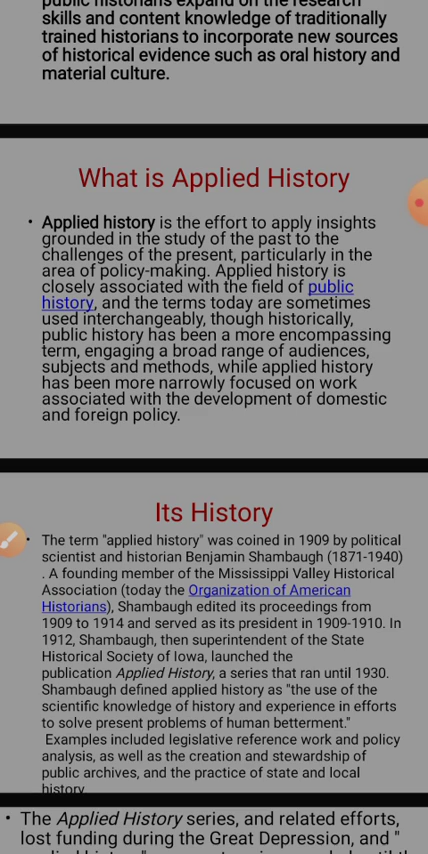 public historians expand on the research
skills and content knowledge of traditionally
trained historians to incorporate new sources
of historical evidence such as oral history and
material culture.
What is Applied History
• Applied history is the effort to apply insights
grounded in the study of the past to the
challenges of the present, particularly in the
area of policy-making. Applied history is
closely associated with the field of public
history, and the terms today are sometimes
used interchangeably, though historically,
public history has been a more encompassing
term, engaging a broad range of audiences,
subjects and methods, while applied history
has been more narrowly focused on work
associated with the development of domestic
and foreign policy.
Its History
• The term "applied history" was coined in 1909 by political
scientist and historian Benjamin Shambaugh (1871-1940)
. A founding member of the Mississippi Valley Historical
Association (today the Organization of American
Historians), Shambaugh edited its proceedings from
1909 to 1914 and served as its president in 1909-1910. In
1912, Shambaugh, then superintendent of the State
Historical Society of Iowa, launched the
publication Applied History, a series that ran until 1930.
Shambaugh defined applied history as "the use of the
scientific knowledge of history and experience in efforts
to solve present problems of human betterment."
Examples included legislative reference work and policy
analysis, as well as the creation and stewardship of
public archives, and the practice of state and local
history
• The Applied History series, and related efforts,
lost funding during the Great Depression, and "